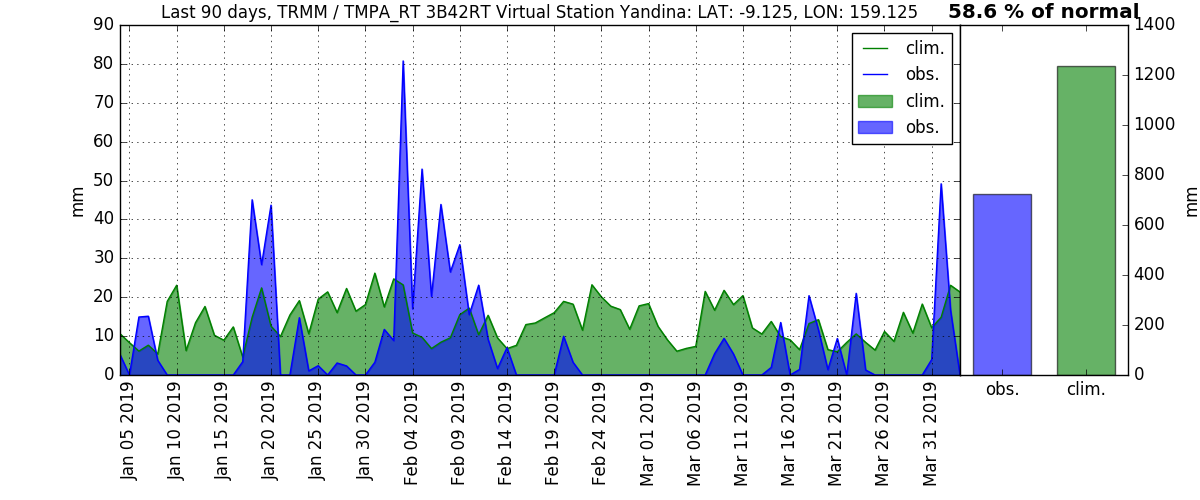 Last 90 days, TRMM / TMPA_RT 3B42RT Virtual Station Yandina: LAT: -9.125, LON: 159.125
58.6 % of normal
90
80
70
60
50
40
30
20
10
0
mm
clim.
obs.
clim.
obs.
1400
1200
1000
800
600
400
200
0
mm
Jan 05 2019
Jan 10 2019
Jan 15 2019
Jan 20 2019
Jan 25 2019
Jan 30 2019
Feb 04 2019
Feb 09 2019
Feb 14 2019
Feb 19 2019
Feb 24 2019
Mar 01 2019
Mar 06 2019
Mar 11 2019
Mar 16 2019
Mar 21 2019
Mar 26 2019
Mar 31 2019
obs.
clim.